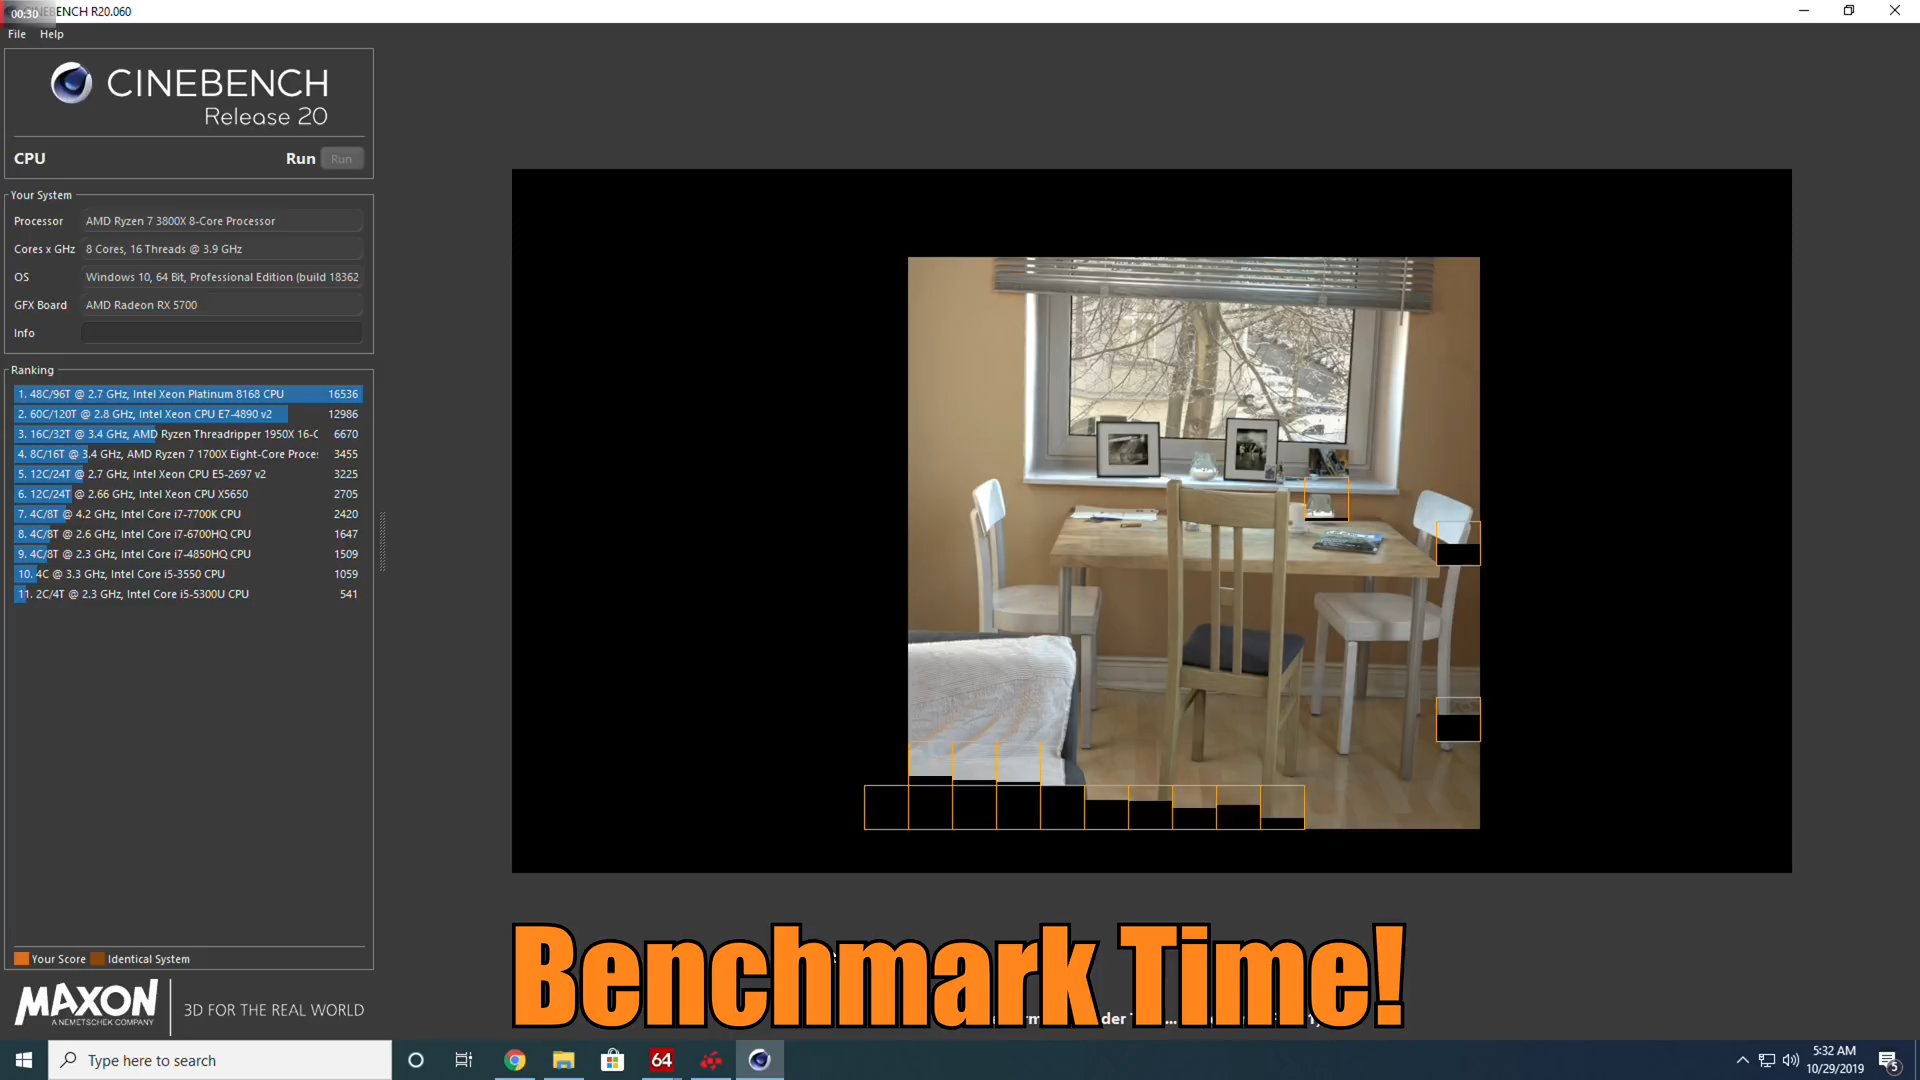 00:30
CINEBENCH R20.060
File Help
CINEBENCH
Release 20
CPU Run Run
Your System
Processor AMD Ryzen 7 3800X 8-Core Processor
Cores x GHz 8 Cores, 16 Threads @ 3.9 GHz
OS Windows 10, 64 Bit, Professional Edition (build 18362
GFX Board AMD Radeon RX 5700
Info
Ranking
1. 48C/96T @ 2.7 GHz, Intel Xeon Platinum 8168 CPU 16536
2. 60C/120T @ 2.8 GHz, Intel Xeon CPU E7-4890 v2 12986
3. 16C/32T @ 3.4 GHz, AMD Ryzen Threadripper 1950X 16-C 6670
4. 8C/16T @ 3.4 GHz, AMD Ryzen 7 1700X Eight-Core Proce: 3455
5. 12C/24T @ 2.7 GHz, Intel Xeon CPU E5-2697 v2 3225
6. 12C/24T @ 2.66 GHz, Intel Xeon CPU X5650 2705
7. 4C/8T @ 4.2 GHz, Intel Core i7-7700K CPU 2420
8. 4C/8T @ 2.6 GHz, Intel Core i7-6700HQ CPU 1647
9. 4C/8T @ 2.3 GHz, Intel Core i7-4850HQ CPU 1509
10. 4C @ 3.3 GHz, Intel Core i5-3550 CPU 1059
11. 2C/4T @ 2.3 GHz, Intel Core i5-5300U CPU 541
Your Score Identical System
MAXON
A NEMETSCHEK COMPANY
3D FOR THE REAL WORLD
Benchmark Time!
Type here to search
64
5:32 AM
10/29/2019
5